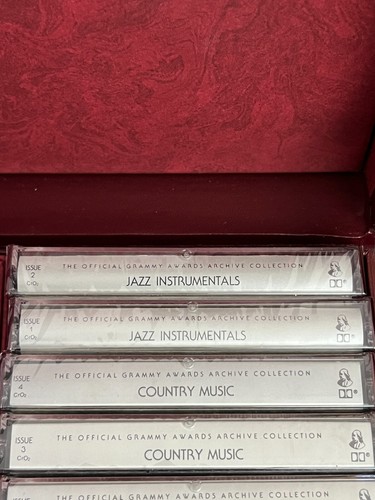 ISSUE
2
CrO₂
THE OFFICIAL GRAMMY AWARDS ARCHIVE COLLECTION
JAZZ INSTRUMENTALS
ISSUE
1
CrO₂
THE OFFICIAL GRAMMY AWARDS ARCHIVE COLLECTION
JAZZ INSTRUMENTALS
ISSUE
4
CrO₂
THE OFFICIAL GRAMMY AWARDS ARCHIVE COLLECTION
COUNTRY MUSIC
ISSUE
3
CrO₂
THE OFFICIAL GRAMMY AWARDS ARCHIVE COLLECTION
COUNTRY MUSIC
THE OFFICIAL GRAMMY AWARDS ARCHIVE COLLECTION